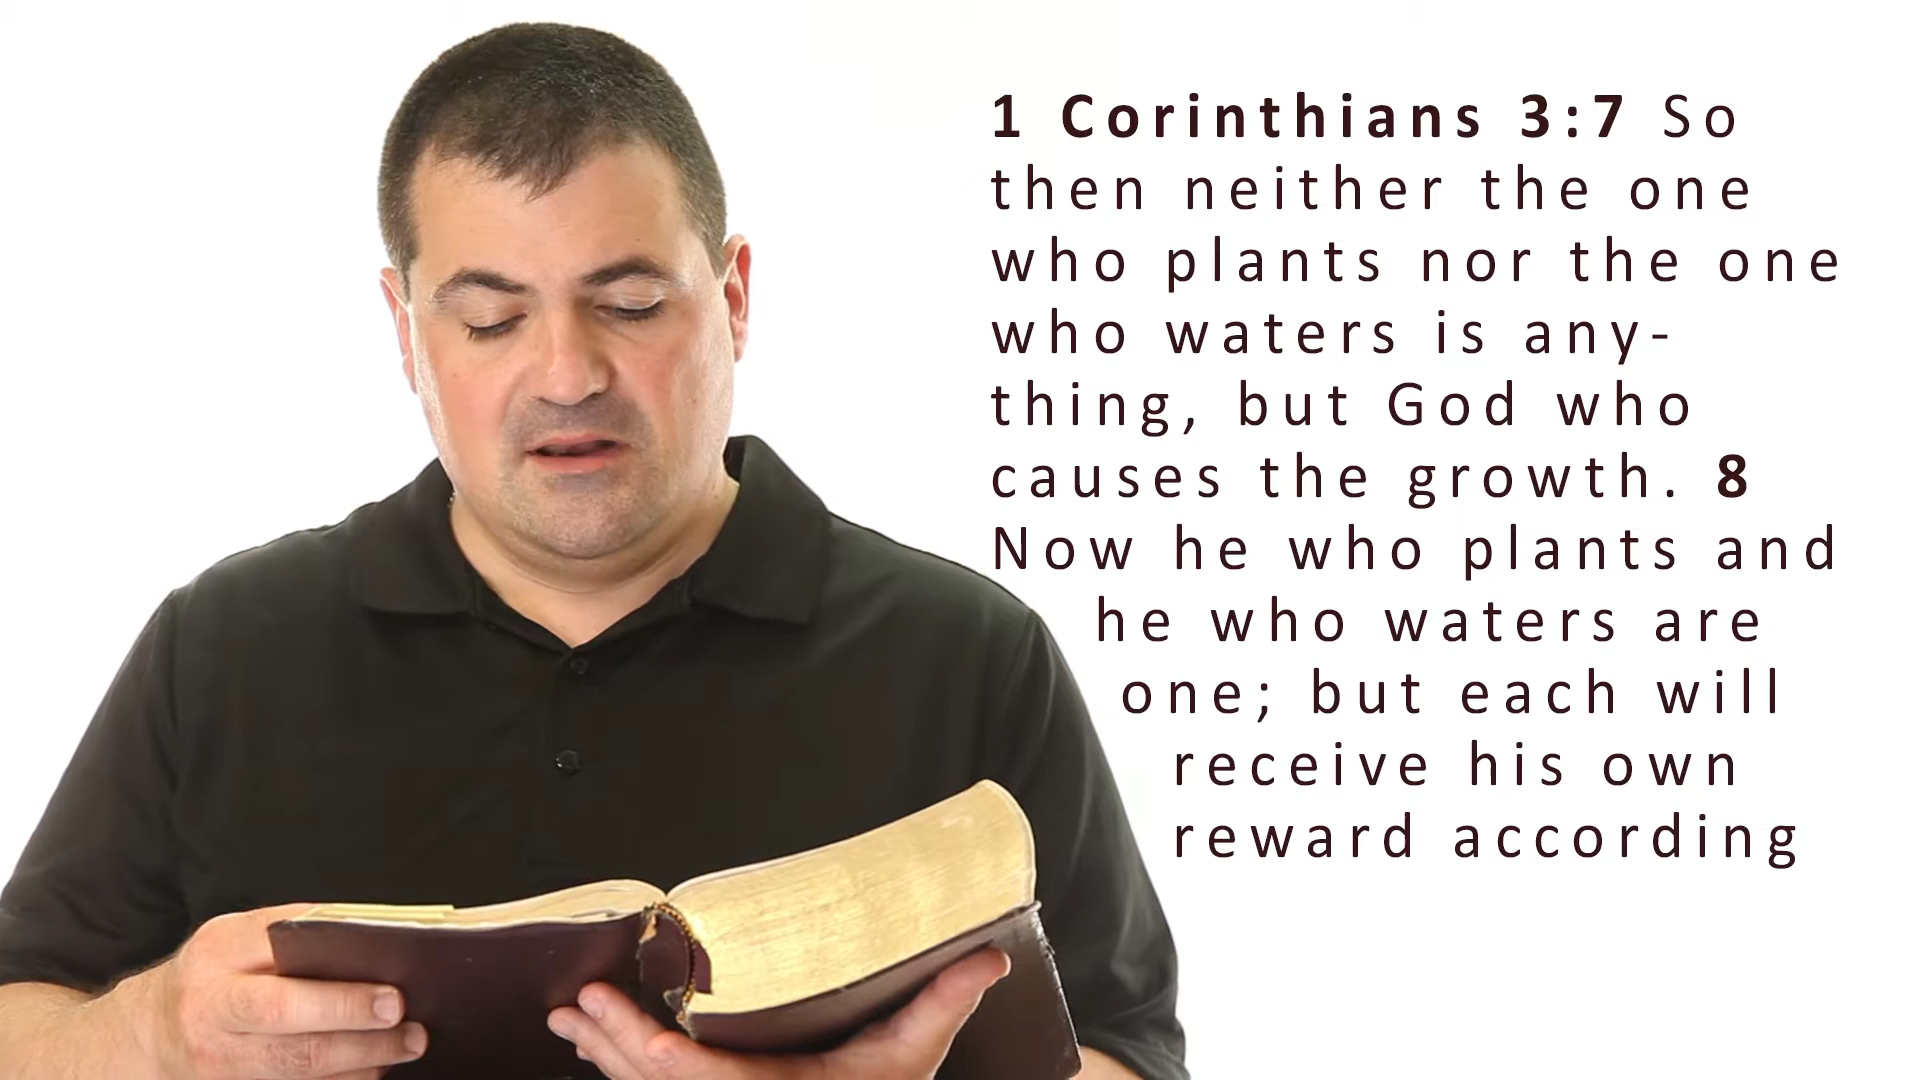 1 Corinthians 3:7 So
then neither the one
who plants nor the one
who waters is any-
thing, but God who
causes the growth. 8
Now he who plants and
he who waters are
one; but each will
receive his own
reward according